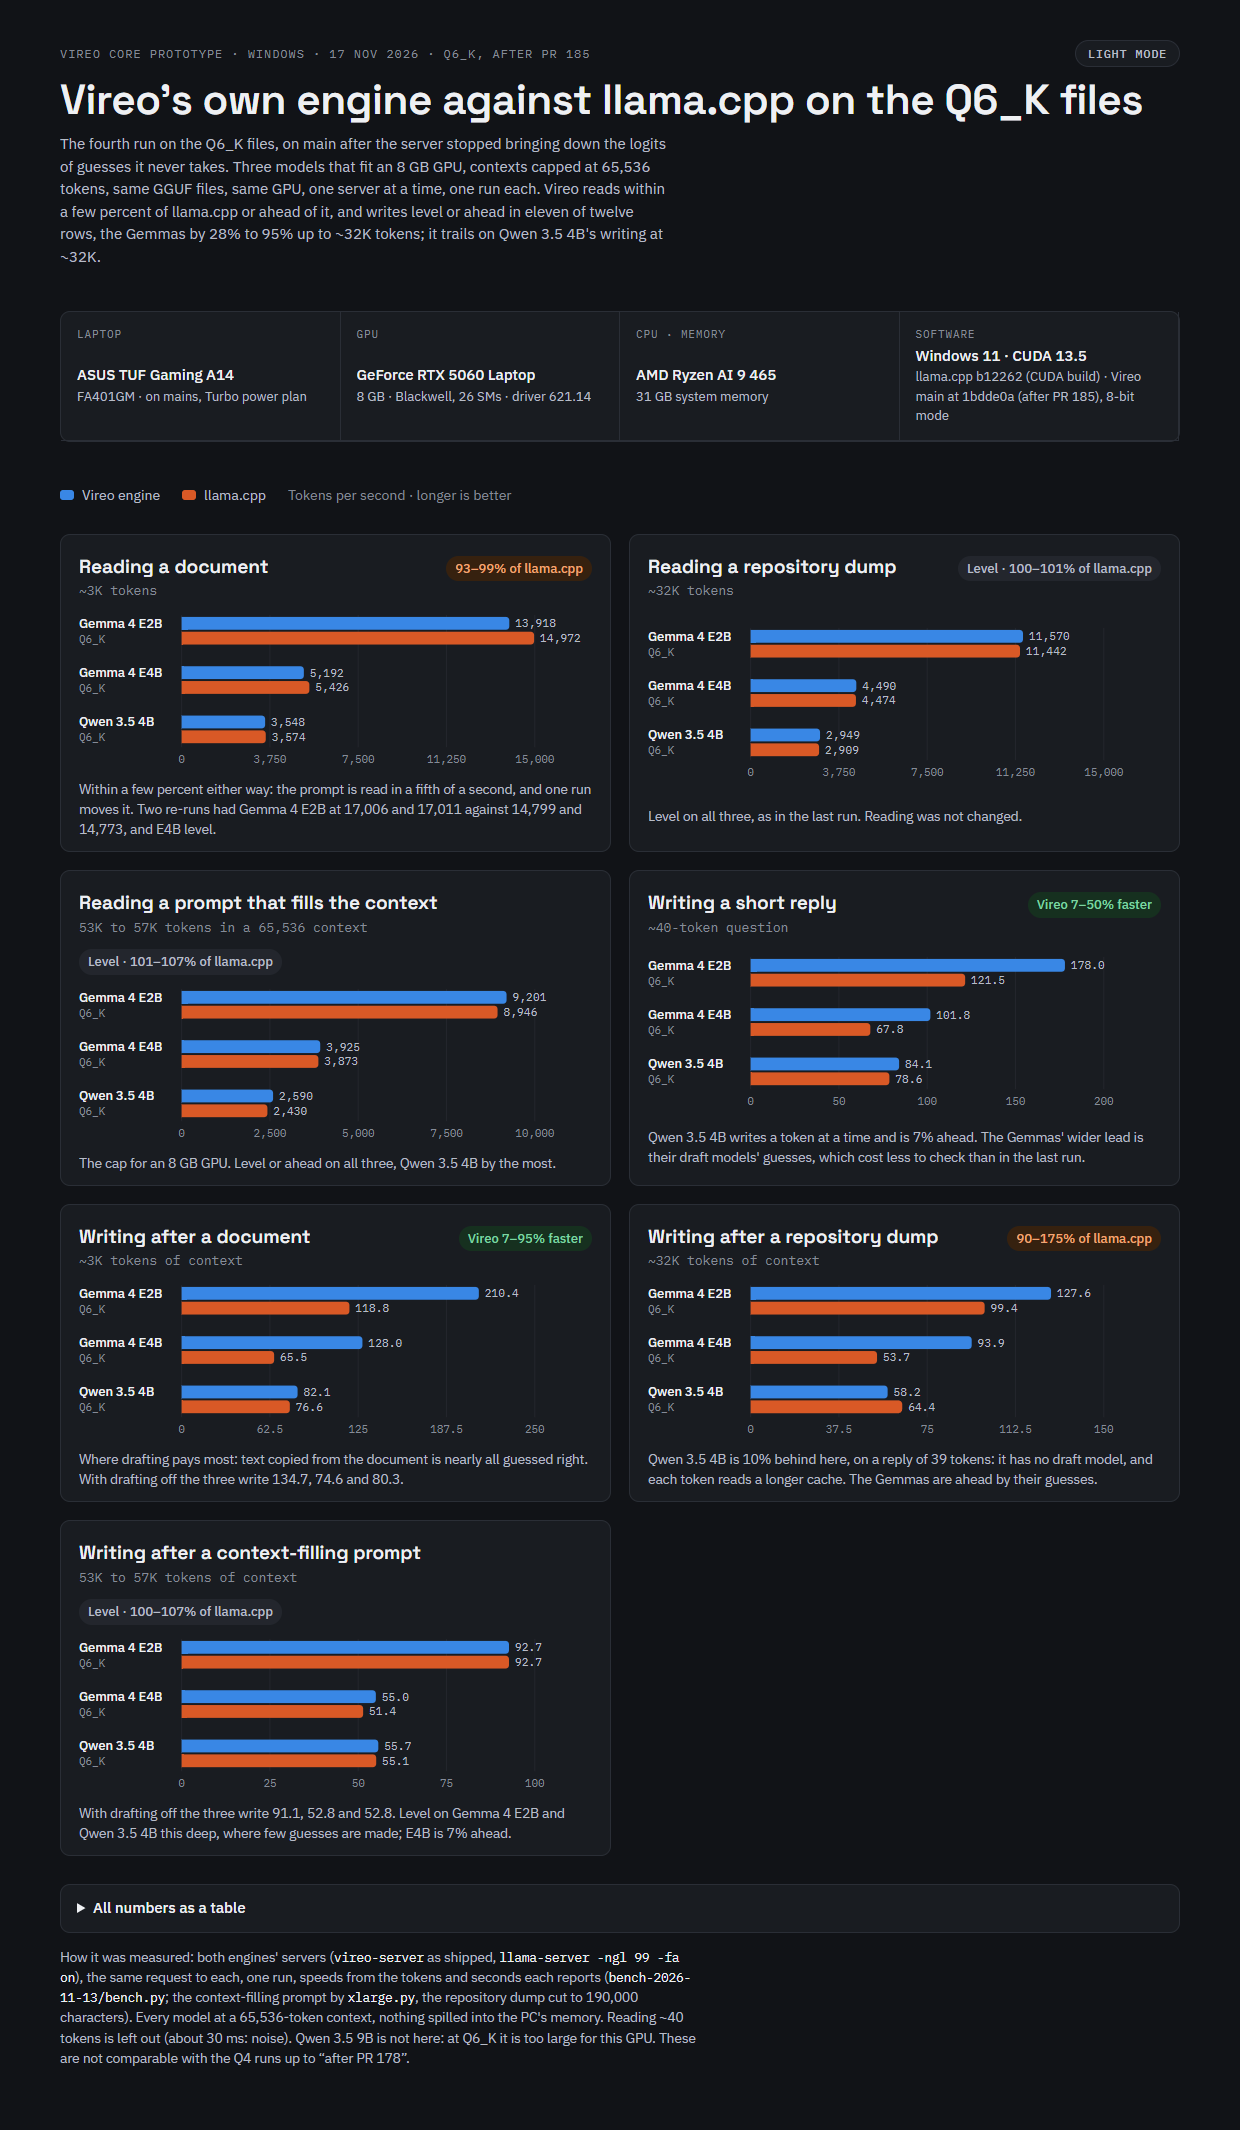 VIREO CORE PROTOTYPE · WINDOWS · 17 NOV 2026 · Q6_K, AFTER PR 185
LIGHT MODE
Vireo's own engine against llama.cpp on the Q6_K files
The fourth run on the Q6_K files, on main after the server stopped bringing down the logits
of guesses it never takes. Three models that fit an 8 GB GPU, contexts capped at 65,536
tokens, same GGUF files, same GPU, one server at a time, one run each. Vireo reads within
a few percent of llama.cpp or ahead of it, and writes level or ahead in eleven of twelve
rows, the Gemmas by 28% to 95% up to ~32K tokens; it trails on Qwen 3.5 4B's writing at
~32K.
LAPTOP
ASUS TUF Gaming A14
FA401GM · on mains, Turbo power plan
GPU
GeForce RTX 5060 Laptop
8 GB · Blackwell, 26 SMs · driver 621.14
CPU · MEMORY
AMD Ryzen AI 9 465
31 GB system memory
SOFTWARE
Windows 11 · CUDA 13.5
llama.cpp b12262 (CUDA build) · Vireo
main at 1bdde0a (after PR 185), 8-bit
mode
Vireo engine llama.cpp Tokens per second · longer is better
Reading a document
93–99% of llama.cpp
~3K tokens
Gemma 4 E2B 13,918
Q6_K 14,972
Gemma 4 E4B 5,192
Q6_K 5,426
Qwen 3.5 4B 3,548
Q6_K 3,574
0 3,750 7,500 11,250 15,000
Within a few percent either way: the prompt is read in a fifth of a second, and one run
moves it. Two re-runs had Gemma 4 E2B at 17,006 and 17,011 against 14,799 and
14,773, and E4B level.
Reading a repository dump
Level · 100–101% of llama.cpp
~32K tokens
Gemma 4 E2B 11,570
Q6_K 11,442
Gemma 4 E4B 4,490
Q6_K 4,474
Qwen 3.5 4B 2,949
Q6_K 2,909
0 3,750 7,500 11,250 15,000
Level on all three, as in the last run. Reading was not changed.
Reading a prompt that fills the context
53K to 57K tokens in a 65,536 context
Level · 101–107% of llama.cpp
Gemma 4 E2B 9,201
Q6_K 8,946
Gemma 4 E4B 3,925
Q6_K 3,873
Qwen 3.5 4B 2,590
Q6_K 2,430
0 2,500 5,000 7,500 10,000
The cap for an 8 GB GPU. Level or ahead on all three, Qwen 3.5 4B by the most.
Writing a short reply
Vireo 7–50% faster
~40-token question
Gemma 4 E2B 178.0
Q6_K 121.5
Gemma 4 E4B 101.8
Q6_K 67.8
Qwen 3.5 4B 84.1
Q6_K 78.6
0 50 100 150 200
Qwen 3.5 4B writes a token at a time and is 7% ahead. The Gemmas' wider lead is
their draft models' guesses, which cost less to check than in the last run.
Writing after a document
Vireo 7–95% faster
~3K tokens of context
Gemma 4 E2B 210.4
Q6_K 118.8
Gemma 4 E4B 128.0
Q6_K 65.5
Qwen 3.5 4B 82.1
Q6_K 76.6
0 62.5 125 187.5 250
Where drafting pays most: text copied from the document is nearly all guessed right.
With drafting off the three write 134.7, 74.6 and 80.3.
Writing after a repository dump
90–175% of llama.cpp
~32K tokens of context
Gemma 4 E2B 127.6
Q6_K 99.4
Gemma 4 E4B 93.9
Q6_K 53.7
Qwen 3.5 4B 58.2
Q6_K 64.4
0 37.5 75 112.5 150
Qwen 3.5 4B is 10% behind here, on a reply of 39 tokens: it has no draft model, and
each token reads a longer cache. The Gemmas are ahead by their guesses.
Writing after a context-filling prompt
53K to 57K tokens of context
Level · 100–107% of llama.cpp
Gemma 4 E2B 92.7
Q6_K 92.7
Gemma 4 E4B 55.0
Q6_K 51.4
Qwen 3.5 4B 55.7
Q6_K 55.1
0 25 50 75 100
With drafting off the three write 91.1, 52.8 and 52.8. Level on Gemma 4 E2B and
Qwen 3.5 4B this deep, where few guesses are made; E4B is 7% ahead.
All numbers as a table
How it was measured: both engines' servers (vireo-server as shipped, llama-server -ngl 99 -fa
on), the same request to each, one run, speeds from the tokens and seconds each reports (bench-2026-
11-13/bench.py; the context-filling prompt by xlarge.py, the repository dump cut to 190,000
characters). Every model at a 65,536-token context, nothing spilled into the PC's memory. Reading ~40
tokens is left out (about 30 ms: noise). Qwen 3.5 9B is not here: at Q6_K it is too large for this GPU. These
are not comparable with the Q4 runs up to “after PR 178”.